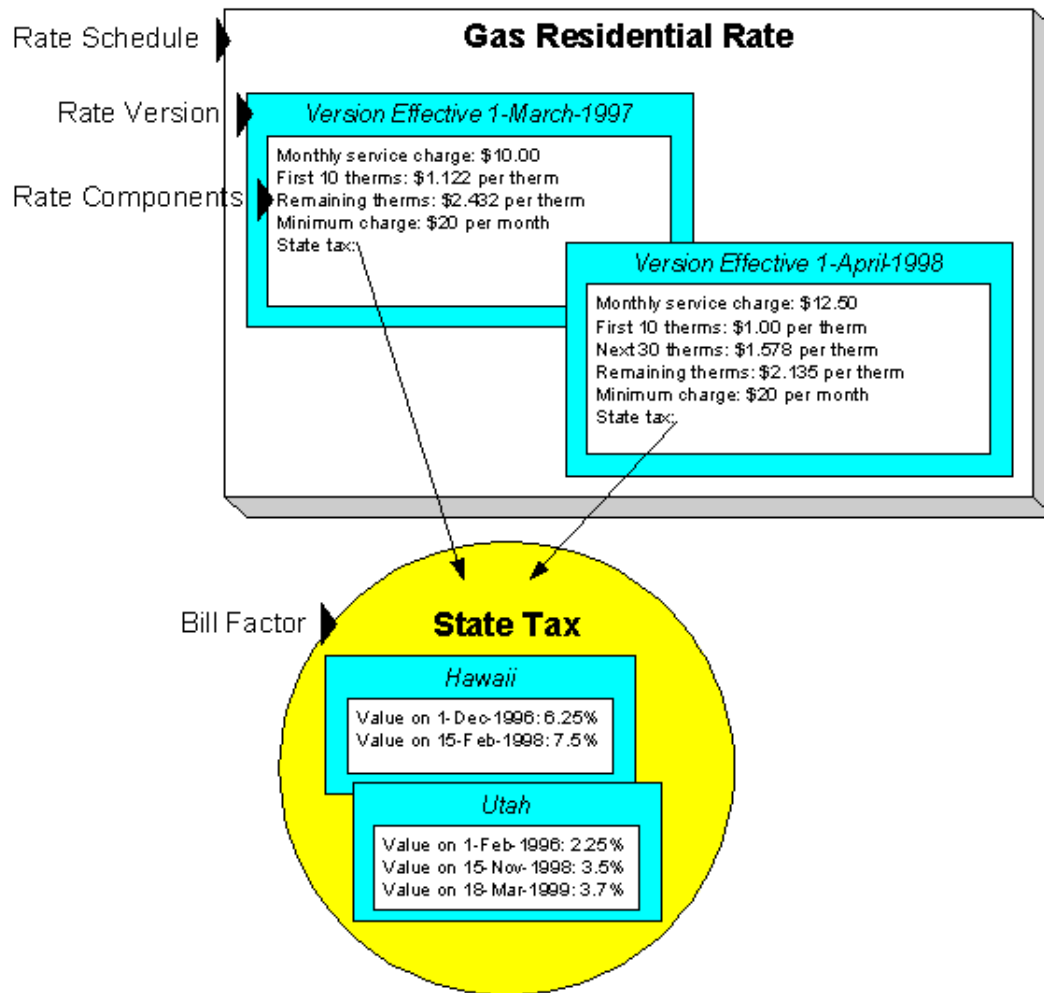 Rate Schedule
Gas Residential Rate
Rate Version
Version Effective 1-March-1997
Monthly service charge: $10.00
First 10 therms: $1.122 per therm
Rate Components
Remaining therms: $2.432 per therm
Minimum charge: $20 per month
State tax:
Version Effective 1-April-1998
Monthly service charge: $12.50
First 10 therms: $1.00 per therm
Next 30 therms: $1.578 per therm
Remaining therms: $2.135 per therm
Minimum charge: $20 per month
State tax:
Bill Factor
State Tax
Hawaii
Value on 1-Dec-1996: 6.25%
Value on 15-Feb-1998: 7.5%
Utah
Value on 1-Feb-1996: 2.25%
Value on 15-Nov-1998: 3.5%
Value on 18-Mar-1999: 3.7%